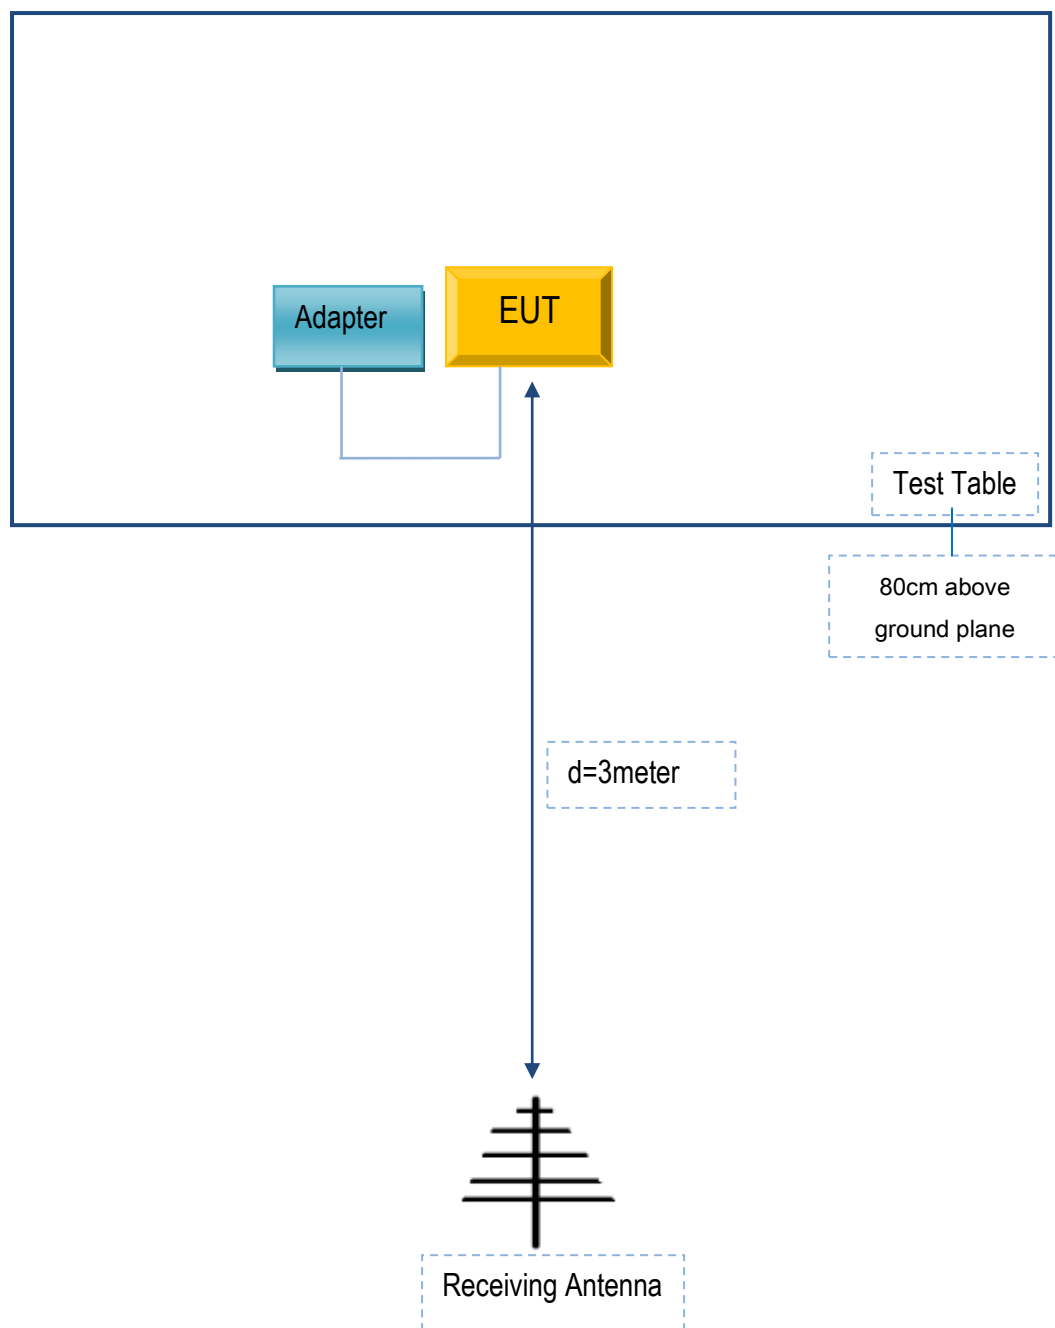 Adapter
EUT
Test Table
80cm above
ground plane
d=3meter
Receiving Antenna